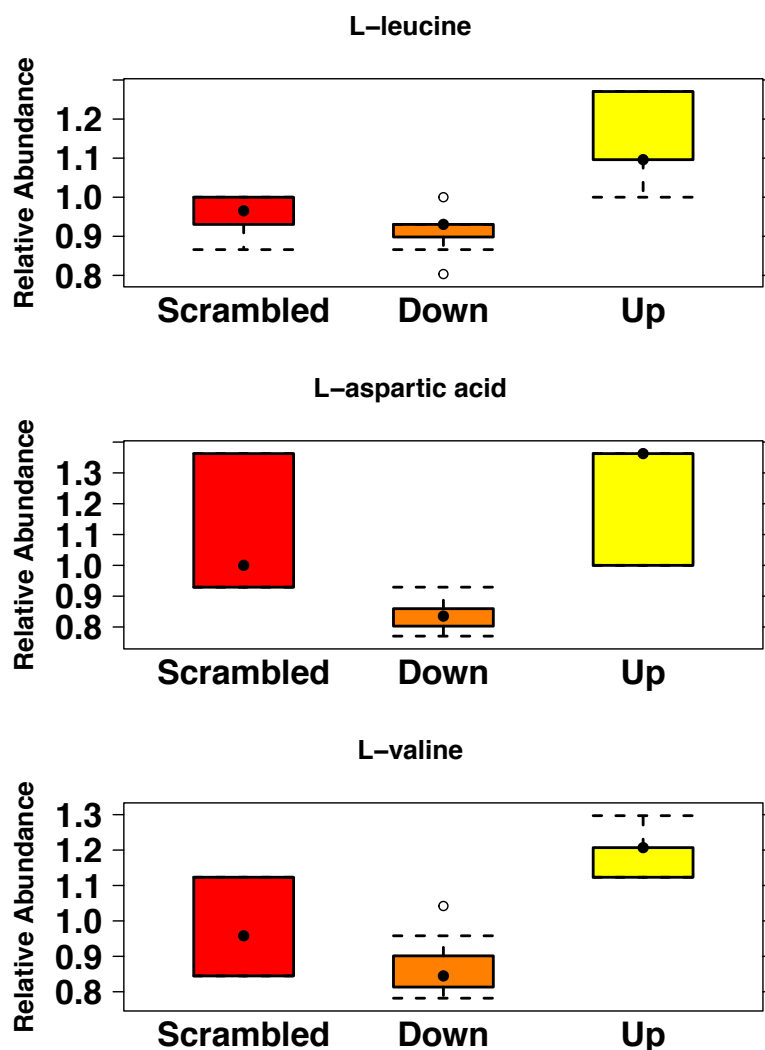 L−leucine
Relative Abundance
1.2
1.1
1.0
0.9
0.8
Scrambled Down Up
L−aspartic acid
Relative Abundance
1.3
1.2
1.1
1.0
0.9
0.8
Scrambled Down Up
L−valine
Relative Abundance
1.3
1.2
1.1
1.0
0.9
0.8
Scrambled Down Up